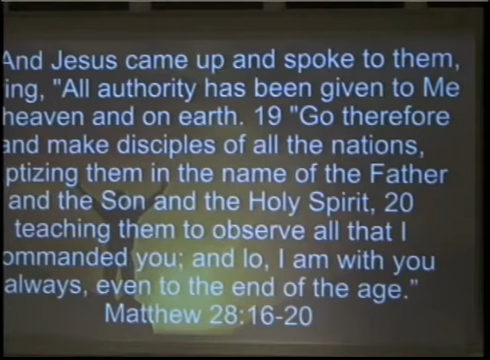 And Jesus came up and spoke to them,
ing, "All authority has been given to Me
heaven and on earth. 19 "Go therefore
and make disciples of all the nations,
ptizing them in the name of the Father
and the Son and the Holy Spirit, 20
teaching them to observe all that I
ommanded you; and lo, I am with you
always, even to the end of the age."
Matthew 28:16-20